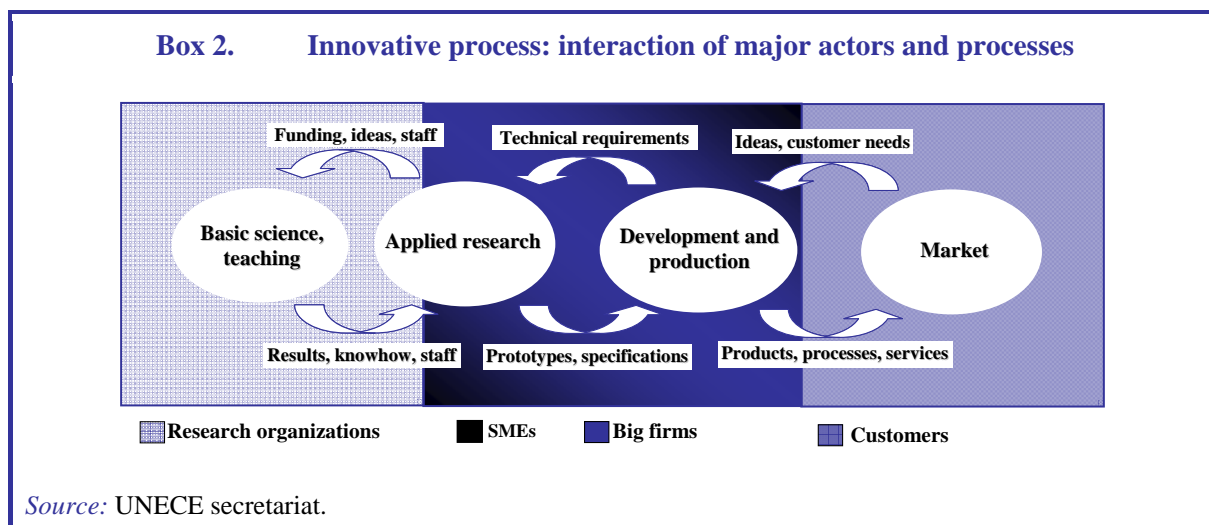 Box 2. Innovative process: interaction of major actors and processes
Funding, ideas, staff
Technical requirements
Ideas, customer needs
Basic science,
teaching
Applied research
Development and
production
Market
Results, knowhow, staff
Prototypes, specifications
Products, processes, services
Research organizations
SMEs
Big firms
Customers
Source: UNECE secretariat.